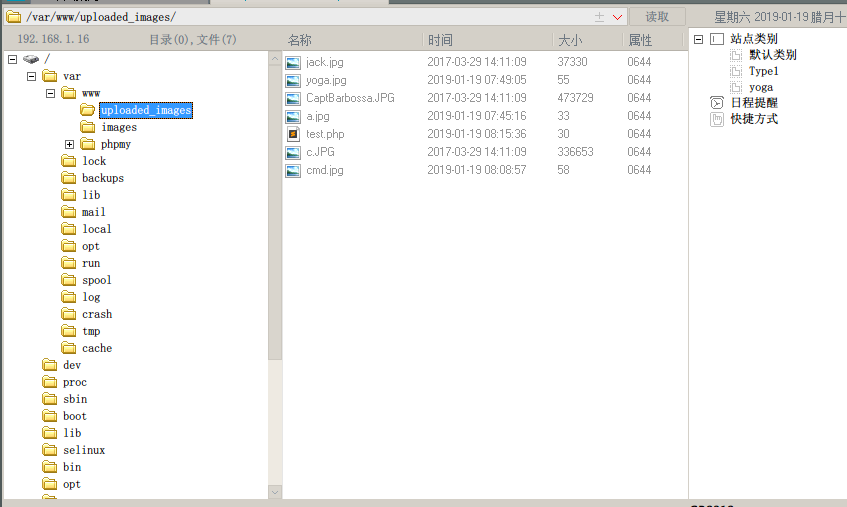 /var/www/uploaded_images/
读取
星期六 2019-01-19 腊月十
192.168.1.16 目录(0),文件(7)
名称 时间 大小 属性
/
var
www
uploaded_images
images
phpmy
lock
backups
lib
mail
local
opt
run
spool
log
crash
tmp
cache
dev
proc
sbin
boot
lib
selinux
bin
opt
jack.jpg 2017-03-29 14:11:09 37330 0644
yoga.jpg 2019-01-19 07:49:05 55 0644
CaptBarbossa.JPG 2017-03-29 14:11:09 473729 0644
a.jpg 2019-01-19 07:45:16 33 0644
test.php 2019-01-19 08:15:36 30 0644
c.JPG 2017-03-29 14:11:09 336653 0644
cmd.jpg 2019-01-19 08:08:57 58 0644
站点类别
默认类别
Type1
yoga
日程提醒
快捷方式